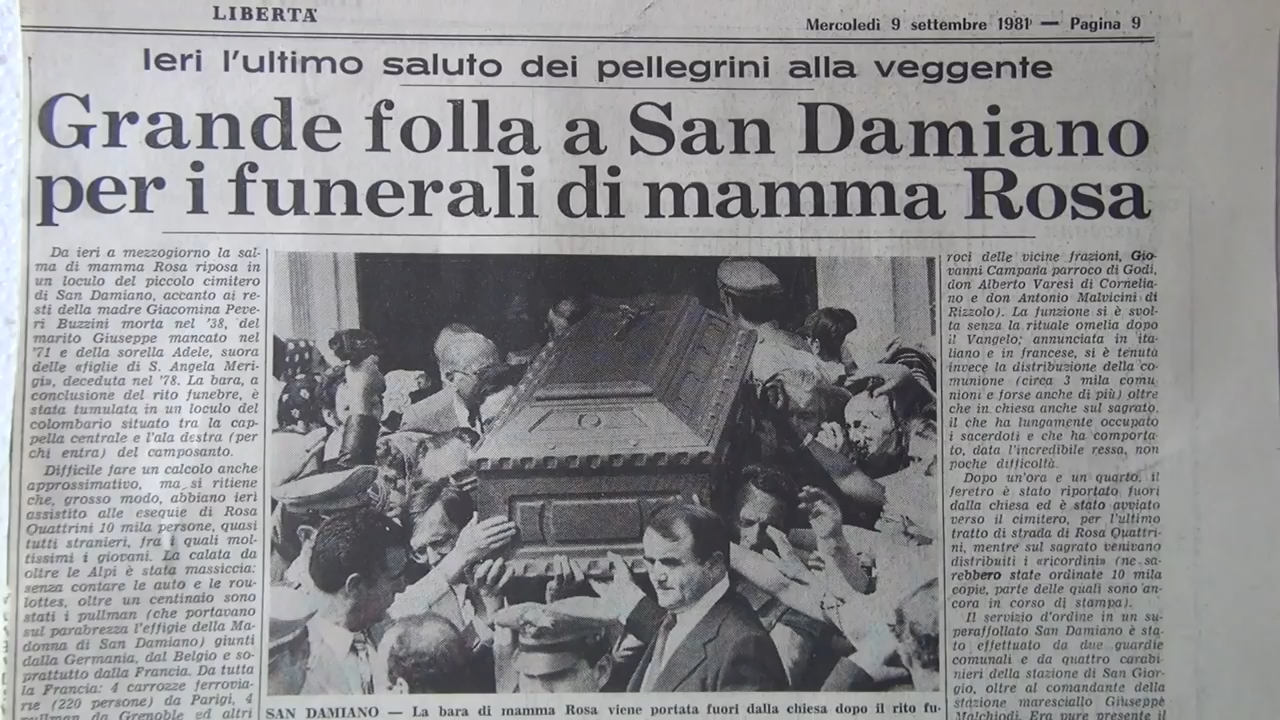 LIBERTA'
Mercoledì 9 settembre 1981 — Pagina 9
Ieri l'ultimo saluto dei pellegrini alla veggente
Grande folla a San Damiano
per i funerali di mamma Rosa
Da ieri a mezzogiorno la sal-
ma di mamma Rosa riposa in
un loculo del piccolo cimitero
di San Damiano, accanto ai re-
sti della madre Giacomina Peve-
ri Buzzini morta nel '38, del
marito Giuseppe mancato nel
'71 e della sorella Adele, suora
delle «figlie di S. Angela Meri-
gi», deceduta nel '78. La bara, a
conclusione del rito funebre, è
stata tumulata in un loculo del
colombario situato tra la cap-
pella centrale e l'ala destra (per
chi entra) del camposanto.
Difficile fare un calcolo anche
approssimativo, ma si ritiene
che, grosso modo, abbiano ieri
assistito alle esequie di Rosa
Quattrini 10 mila persone, quasi
tutti stranieri, fra i quali mol-
tissimi i giovani. La calata da
oltre le Alpi è stata massiccia:
senza contare le auto e le rou-
lottes, oltre un centinaio sono
stati i pullman (che portavano
sul parabrezza l'effigie della Ma-
donna di San Damiano) giunti
dalla Germania, dal Belgio e so-
prattutto dalla Francia. Da tutta
la Francia: 4 carrozze ferrovia-
rie (220 persone) da Parigi, 4
pullman da Grenoble ed altri
SAN DAMIANO — La bara di mamma Rosa viene portata fuori dalla chiesa dopo il rito fu-
roci delle vicine frazioni, Gio-
vanni Campana parroco di Godi,
don Alberto Varesi di Cornelia-
no e don Antonio Malvicini di
Rizzolo). La funzione si è svol-
ta senza la rituale omelia dopo
il Vangelo; annunciata in ita-
liano e in francese, si è tenuta
invece la distribuzione della co-
munione (circa 3 mila comu
nioni e forse anche di più) oltre
che in chiesa anche sul sagrato,
il che ha lungamente occupato
i sacerdoti e che ha comporta-
to, data l'incredibile ressa, non
poche difficoltà.
Dopo un'ora e un quarto, il
feretro è stato riportato fuori
dalla chiesa ed è stato avviato
verso il cimitero, per l'ultimo
tratto di strada di Rosa Quattri-
ni, mentre sul sagrato venivano
distribuiti i «ricordini» (ne sa-
rebbero state ordinate 10 mila
copie, parte delle quali sono an-
cora in corso di stampa).
Il servizio d'ordine in un su-
peraffollato San Damiano è sta-
to effettuato da due guardie
comunali e da quattro carabi-
nieri della stazione di San Gior-
gio, oltre al comandante della
stazione maresciallo Giuseppe
Malchiodi. Era pure presente il